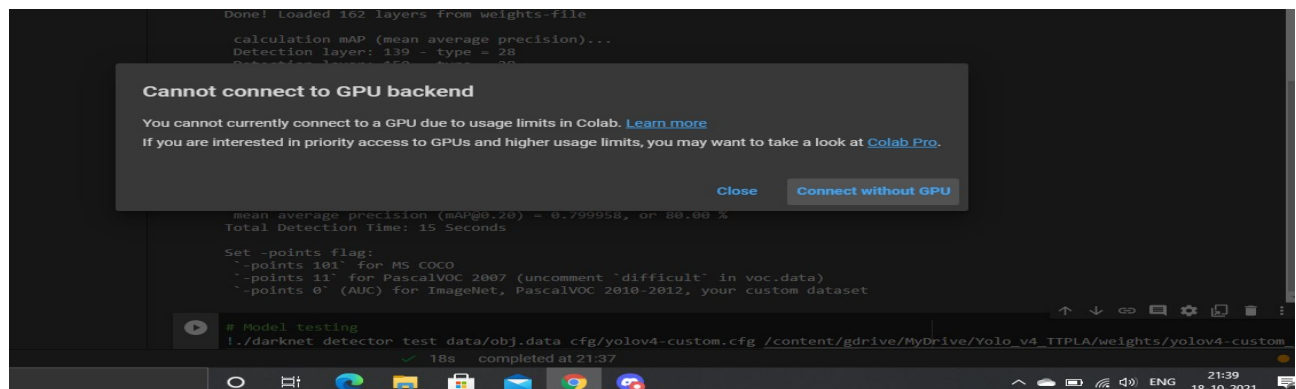 Done! Loaded 162 layers from weights-file
calculation mAP (mean average precision)...
Detection layer: 139 - type = 28
Cannot connect to GPU backend
You cannot currently connect to a GPU due to usage limits in Colab. Learn more
If you are interested in priority access to GPUs and higher usage limits, you may want to take a look at Colab Pro.
Close Connect without GPU
mean average precision (mAP@0.20) = 0.799958, or 80.00 %
Total Detection Time: 15 Seconds
Set -points flag:
`-points 101` for MS COCO
`-points 11` for PascalVOC 2007 (uncomment `difficult` in voc.data)
`-points 0` (AUC) for ImageNet, PascalVOC 2010-2012, your custom dataset
# Model testing
!./darknet detector test data/obj.data cfg/yolov4-custom.cfg /content/gdrive/MyDrive/Yolo_v4_TTPLA/weights/yolov4-custom_
18s completed at 21:37
ENG 21:39
18-10-2021